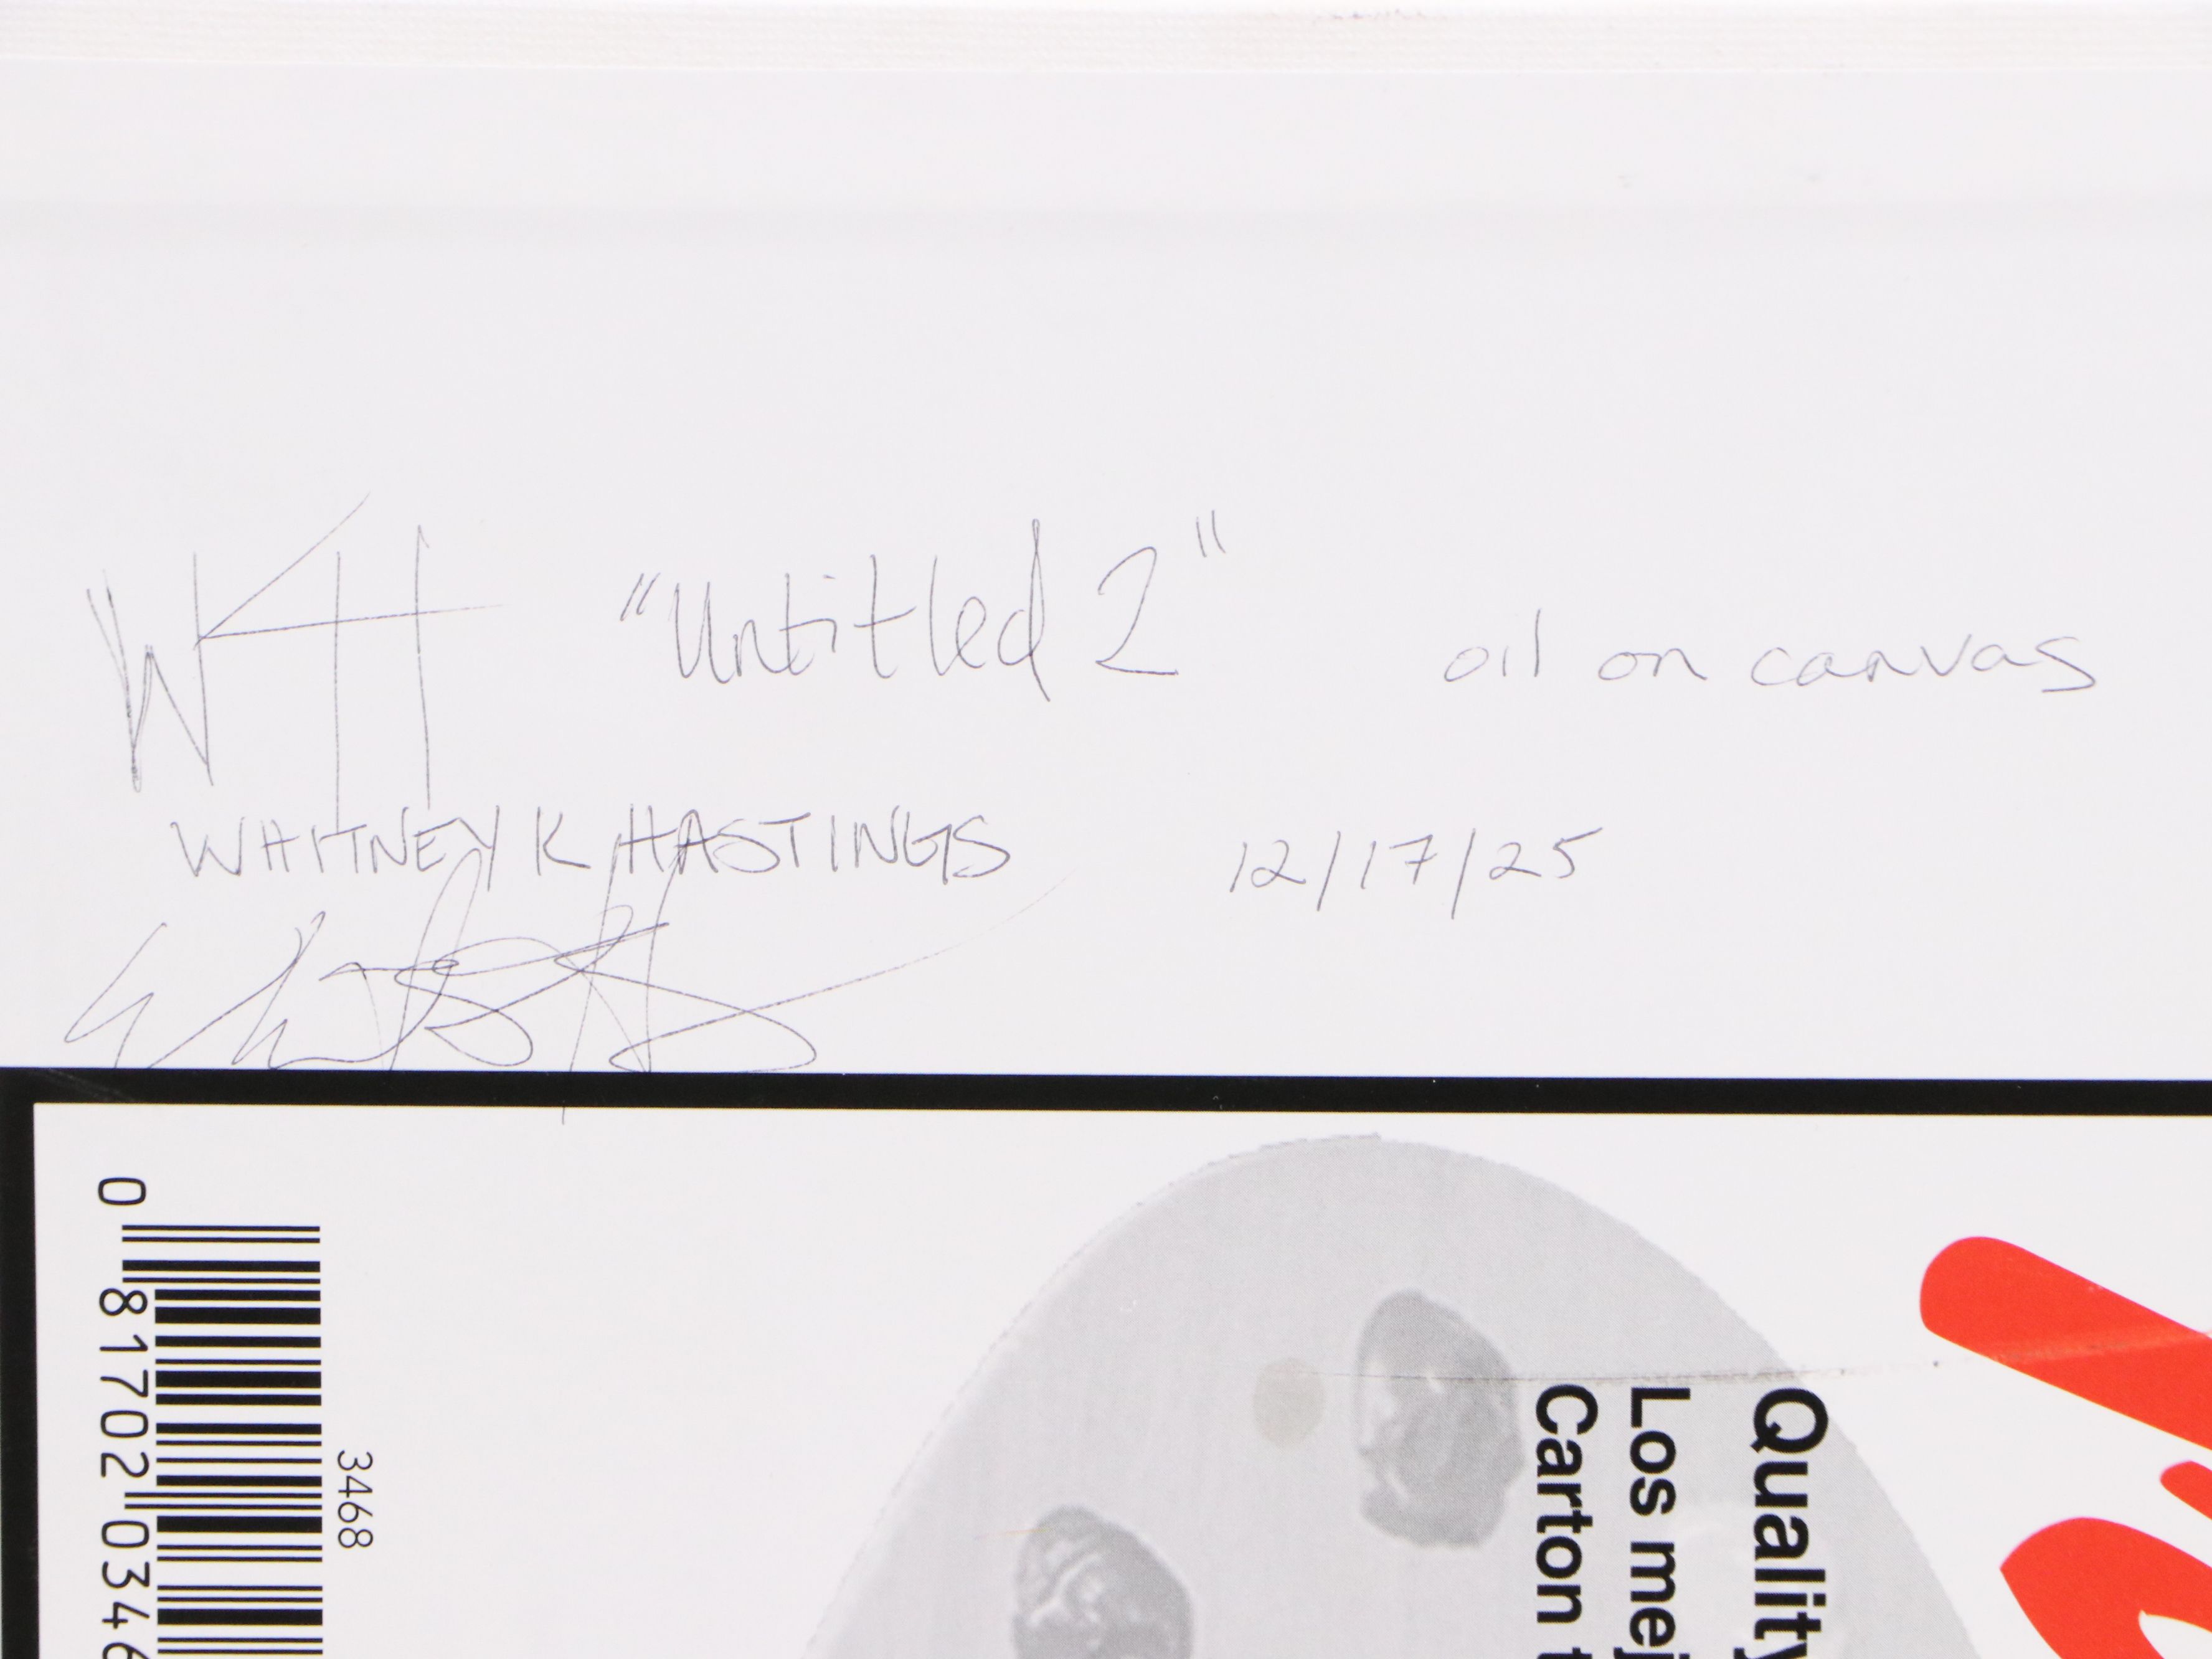 WKH "Untitled 2" oil on canvas
WHITNEY K HASTINGS 12/17/25
0 81702 0346
3468
Quality
Los mej
Carton t